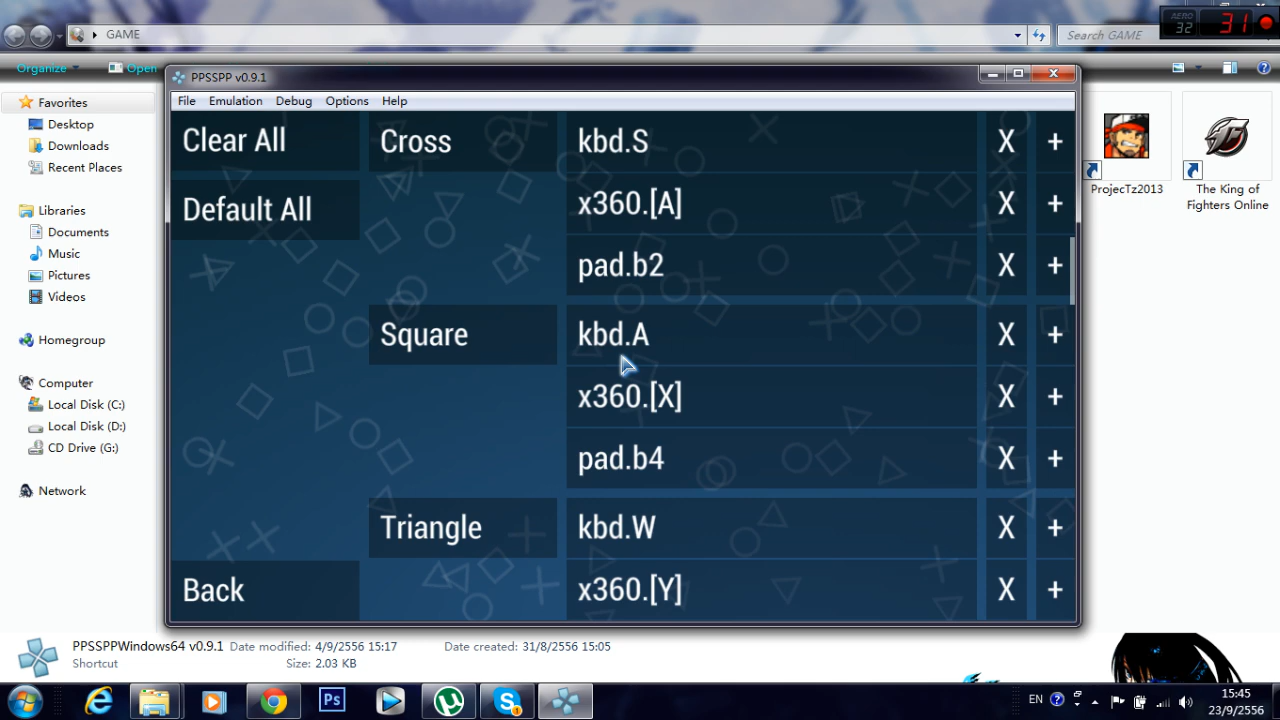 GAME
Search GAME
AERO
32
31
Organize
Open
PPSSPP v0.9.1
File Emulation Debug Options Help
Favorites
Desktop
Downloads
Recent Places
Libraries
Documents
Music
Pictures
Videos
Homegroup
Computer
Local Disk (C:)
Local Disk (D:)
CD Drive (G:)
Network
Clear All
Default All
Back
Cross kbd.S X +
x360.[A] X +
pad.b2 X +
Square kbd.A X +
x360.[X] X +
pad.b4 X +
Triangle kbd.W X +
x360.[Y] X +
ProjecTz2013
The King of
Fighters Online
PPSSPPWindows64 v0.9.1 Date modified: 4/9/2556 15:17 Date created: 31/8/2556 15:05
Shortcut Size: 2.03 KB
Ps
EN
15:45
23/9/2556